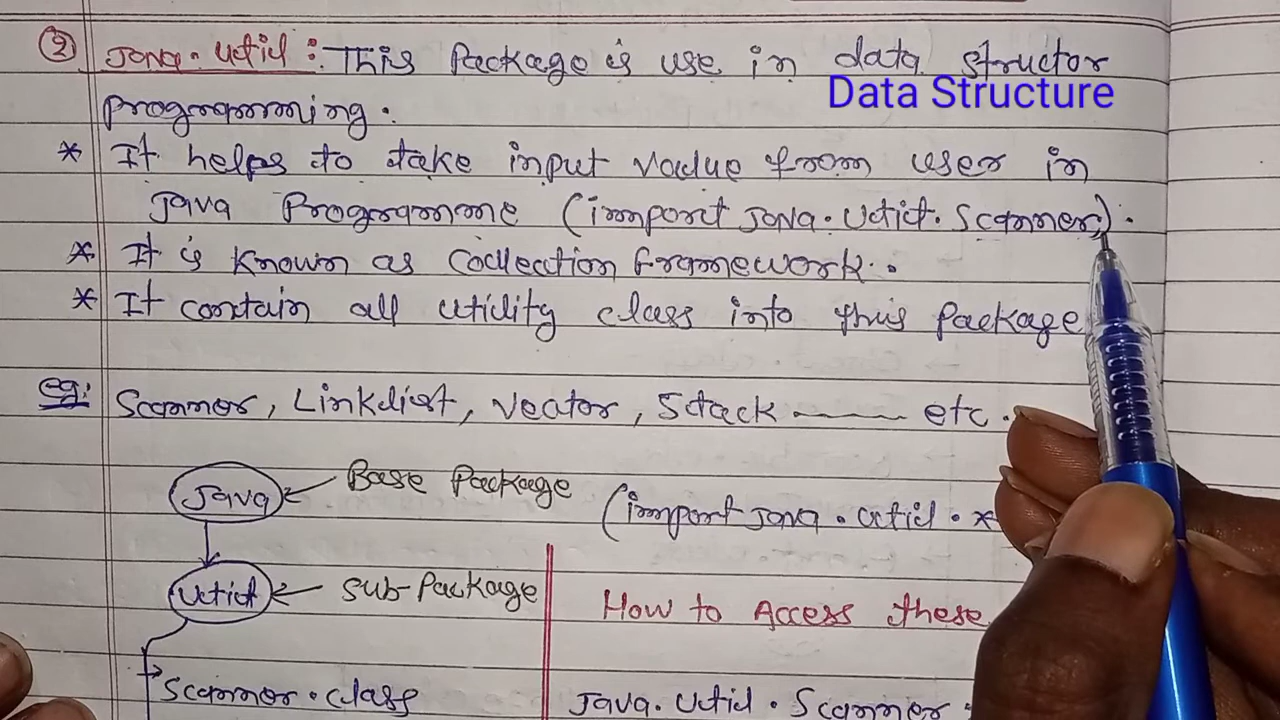 ② Java.Util : This Package is use in data structor
Data Structure
Programming.
* It helps to take input value from user in
Java Programme (import Java.Util.Scanner).
* It is known as collection framework.
* It contain all utility class into this Package
eg: Scanner, Linklist, Vector, Stack ——— etc.
Java ← Base Package
(import Java.Util.*
Util ← Sub-Package
How to Access these
Scanner.class
Java.Util.Scanner